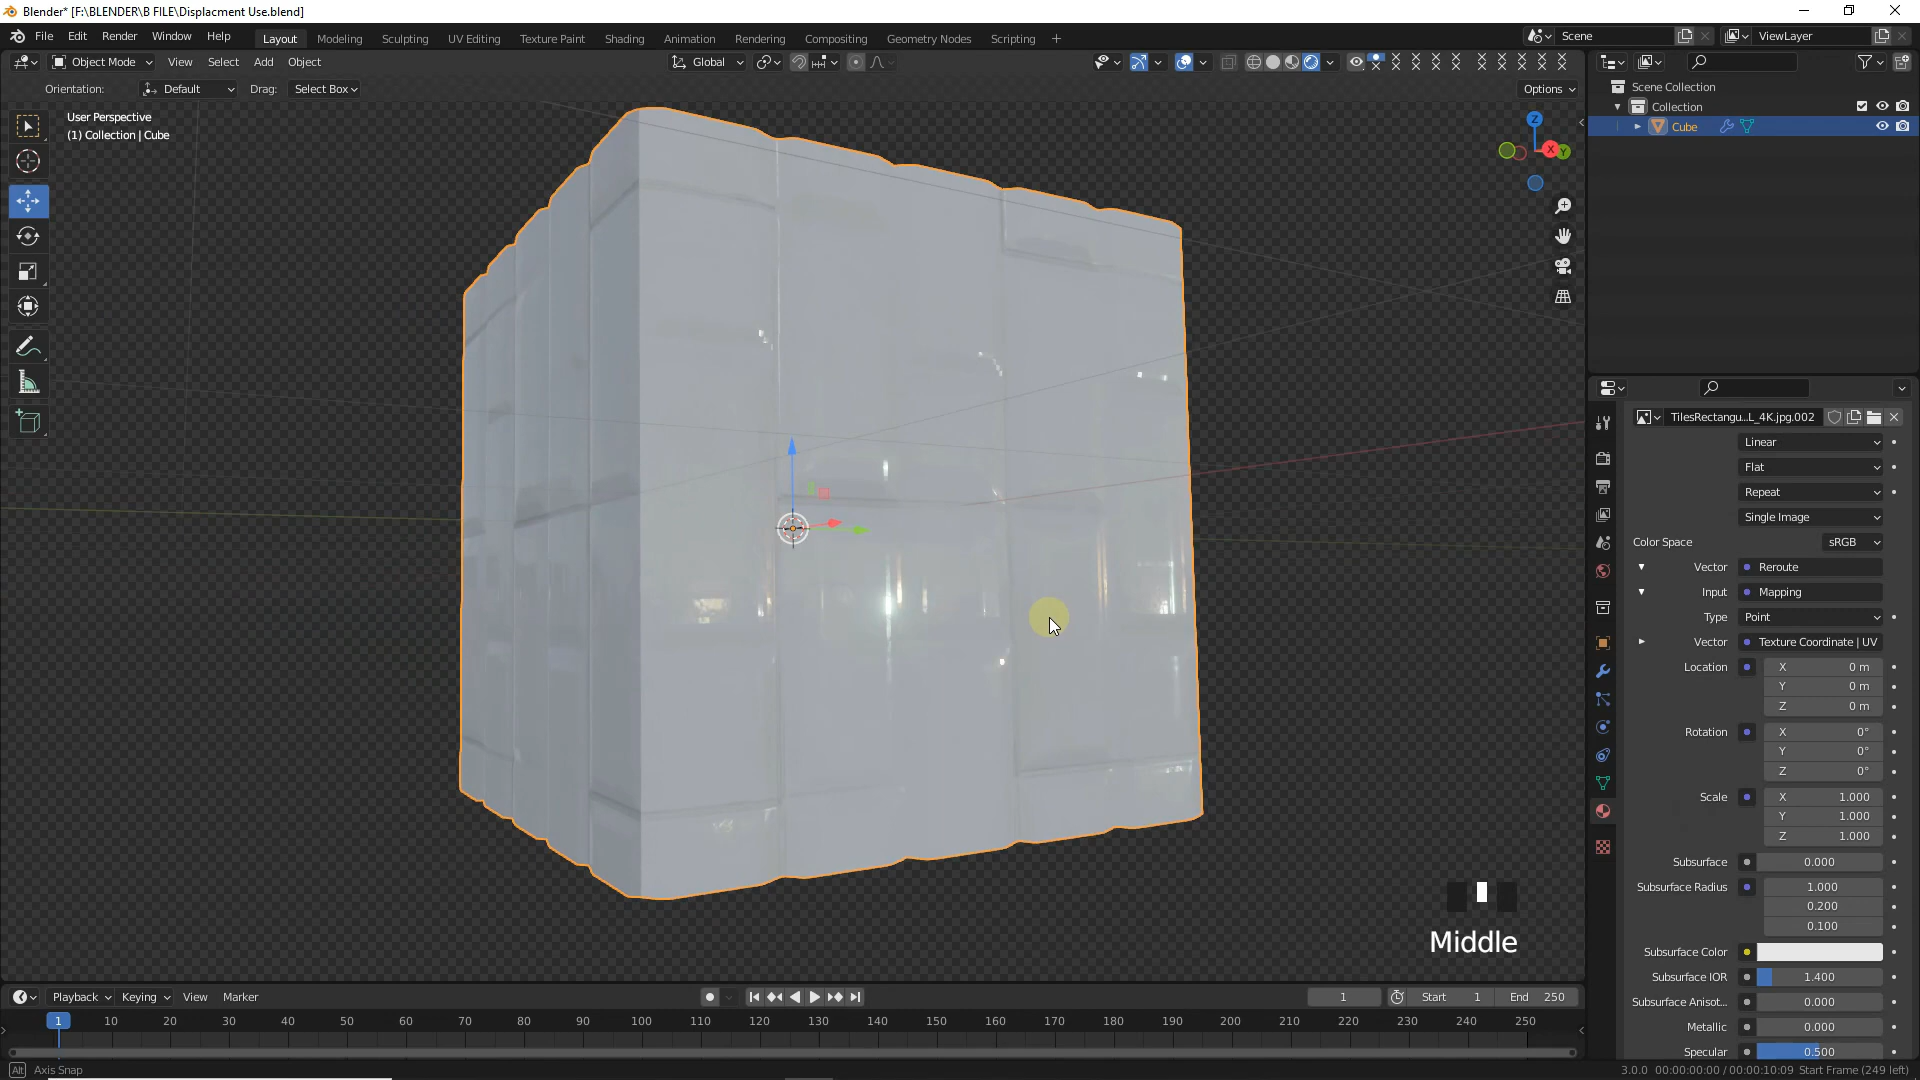 Blender* [F:\BLENDER\B FILE\Displacment Use.blend]
File Edit Render Window Help Layout Modeling Sculpting UV Editing Texture Paint Shading Animation Rendering Compositing Geometry Nodes Scripting + Scene ViewLayer
Object Mode View Select Add Object Global
Orientation: Default Drag: Select Box Options
User Perspective
(1) Collection | Cube
Z
X
Y
Scene Collection
Collection
Cube
TilesRectangu...L_4K.jpg.002
Linear
Flat
Repeat
Single Image
Color Space sRGB
Vector Reroute
Input Mapping
Type Point
Vector Texture Coordinate | UV
Location X 0 m
Y 0 m
Z 0 m
Rotation X 0°
Y 0°
Z 0°
Scale X 1.000
Y 1.000
Z 1.000
Subsurface 0.000
Subsurface Radius 1.000
0.200
0.100
Subsurface Color
Subsurface IOR 1.400
Subsurface Anisot... 0.000
Metallic 0.000
Specular 0.500
Middle
Playback Keying View Marker 1 Start 1 End 250
1 10 20 30 40 50 60 70 80 90 100 110 120 130 140 150 160 170 180 190 200 210 220 230 240 250
Alt Axis Snap
3.0.0 00:00:00:00 / 00:00:10:09 Start Frame (249 left)